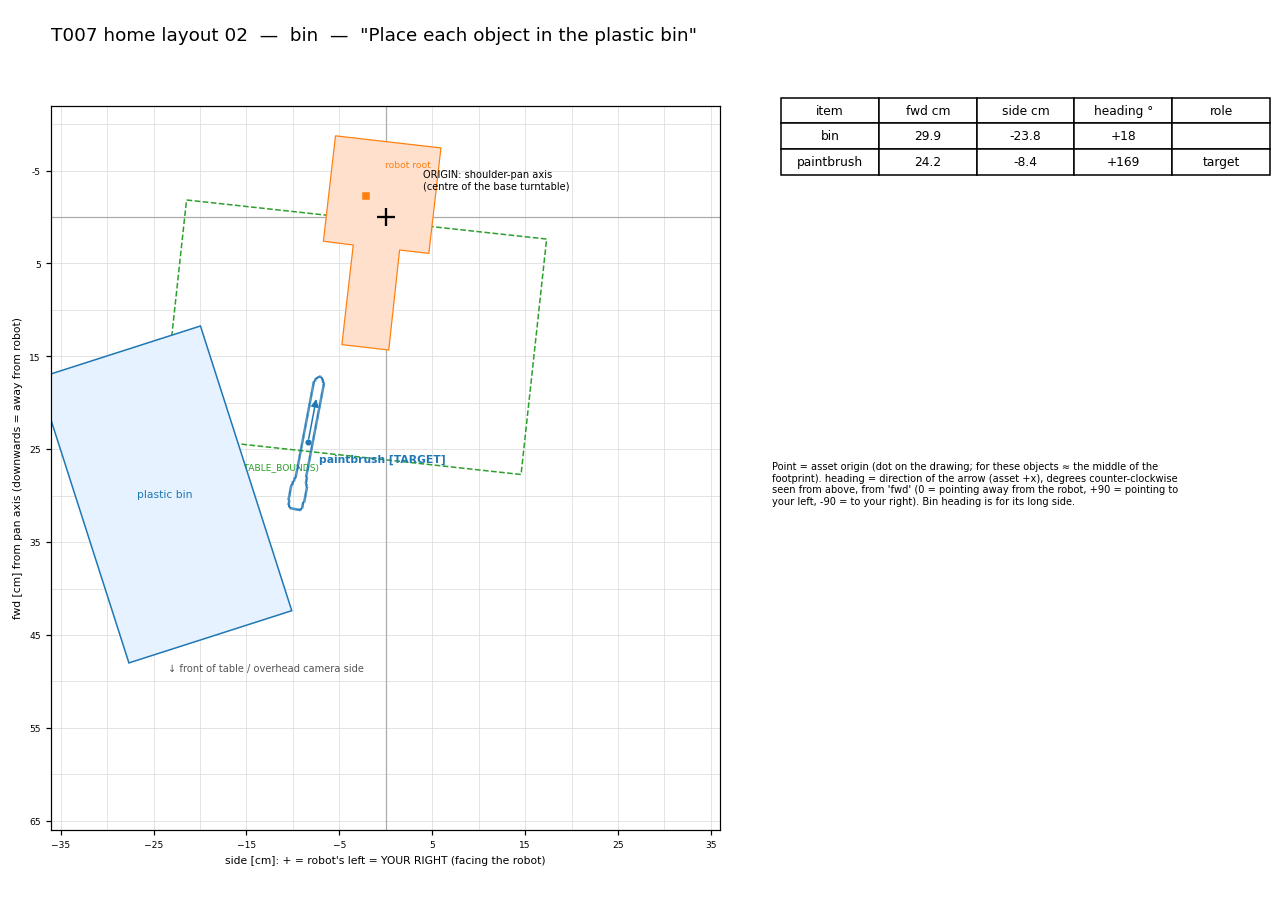 T007 home layout 02 — bin — "Place each object in the plastic bin"
item fwd cm side cm heading ° role
bin 29.9 -23.8 +18
paintbrush 24.2 -8.4 +169 target
robot root
ORIGIN: shoulder-pan axis
(centre of the base turntable)
paintbrush [TARGET]
TABLE_BOUNDS)
plastic bin
↓ front of table / overhead camera side
-5
5
15
25
35
45
55
65
fwd [cm] from pan axis (downwards = away from robot)
−35 −25 −15 −5 5 15 25 35
side [cm]: + = robot's left = YOUR RIGHT (facing the robot)
Point = asset origin (dot on the drawing; for these objects ≈ the middle of the
footprint). heading = direction of the arrow (asset +x), degrees counter-clockwise
seen from above, from 'fwd' (0 = pointing away from the robot, +90 = pointing to
your left, -90 = to your right). Bin heading is for its long side.